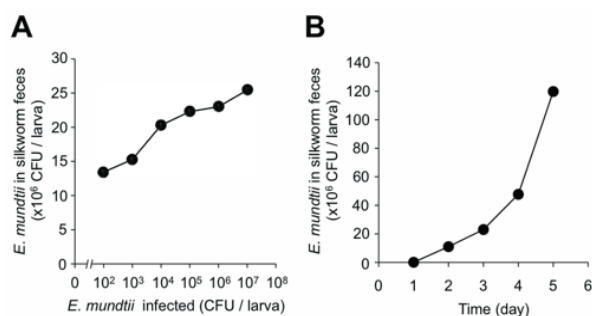 A
E. mundtii in silkworm feces
(x10⁶ CFU / larva)
30
25
20
15
10
5
0
0 10² 10³ 10⁴ 10⁵ 10⁶ 10⁷ 10⁸
E. mundtii infected (CFU / larva)
B
E. mundtii in silkworm feces
(x10⁶ CFU / larva)
140
120
100
80
60
40
20
0
0 1 2 3 4 5 6
Time (day)